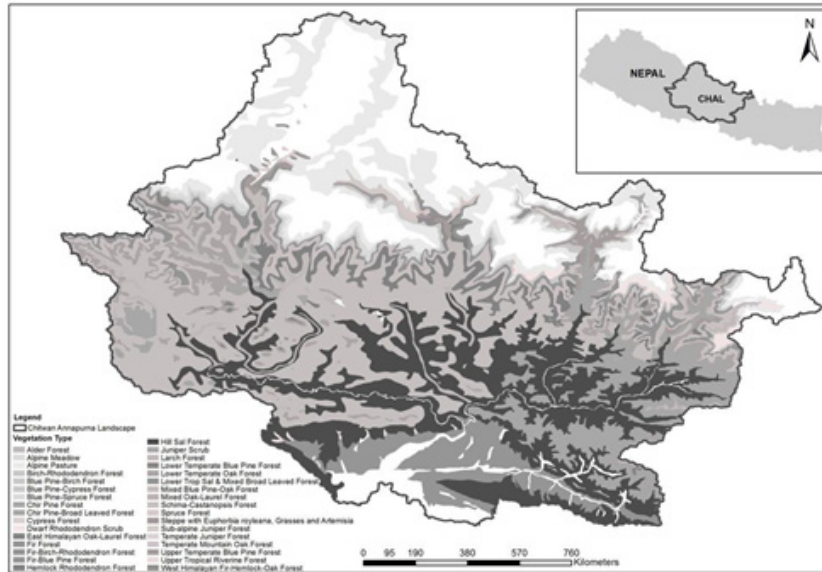 N
NEPAL
CHAL
Legend
Chitwan Annapurna Landscape
Vegetation Type
Alder Forest
Alpine Meadow
Alpine Pasture
Birch-Rhododendron Forest
Blue Pine-Birch Forest
Blue Pine-Cypress Forest
Blue Pine-Spruce Forest
Chir Pine Forest
Chir Pine-Broad Leaved Forest
Cypress Forest
Dwarf Rhododendron Scrub
East Himalayan Oak-Laurel Forest
Fir Forest
Fir-Birch-Rhododendron Forest
Fir-Blue Pine Forest
Hemlock Rhododendron Forest
Hill Sal Forest
Juniper Scrub
Larch Forest
Lower Temperate Blue Pine Forest
Lower Temperate Oak Forest
Lower Trop Sal & Mixed Broad Leaved Forest
Mixed Blue Pine-Oak Forest
Mixed Oak-Laurel Forest
Schima-Castanopsis Forest
Spruce Forest
Steppe with Euphorbia royleana, Grasses and Artemisia
Sub-alpine Juniper Forest
Temperate Juniper Forest
Temperate Mountain Oak Forest
Upper Temperate Blue Pine Forest
Upper Tropical Riverine Forest
West Himalayan Fir-Hemlock-Oak Forest
0 95 190 380 570 760
Kilometers